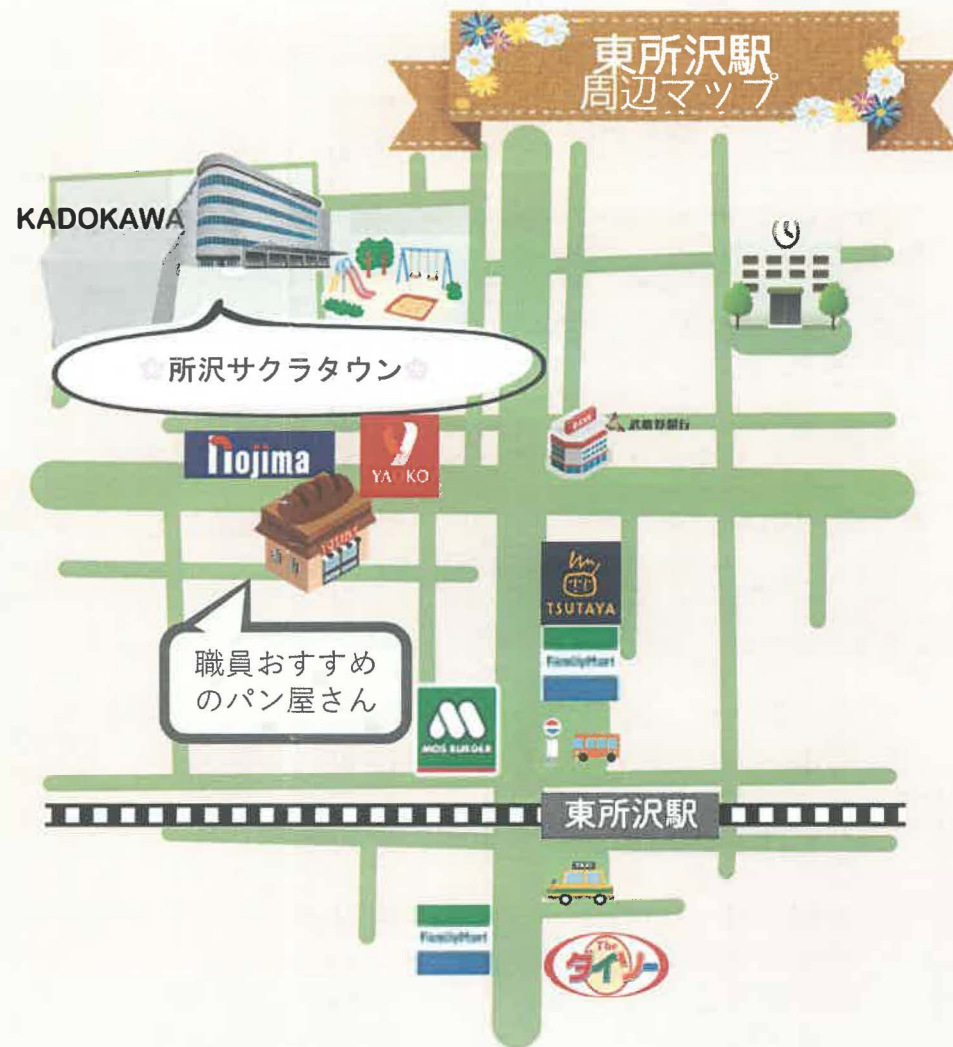 東所沢駅
周辺マップ
KADOKAWA
☆所沢サクラタウン☆
nojima
YAOKO
武蔵野銀行
TSUTAYA
FamilyMart
職員おすすめ
のパン屋さん
MOS BURGER
東所沢駅
TAXI
FamilyMart
The
ダイソー